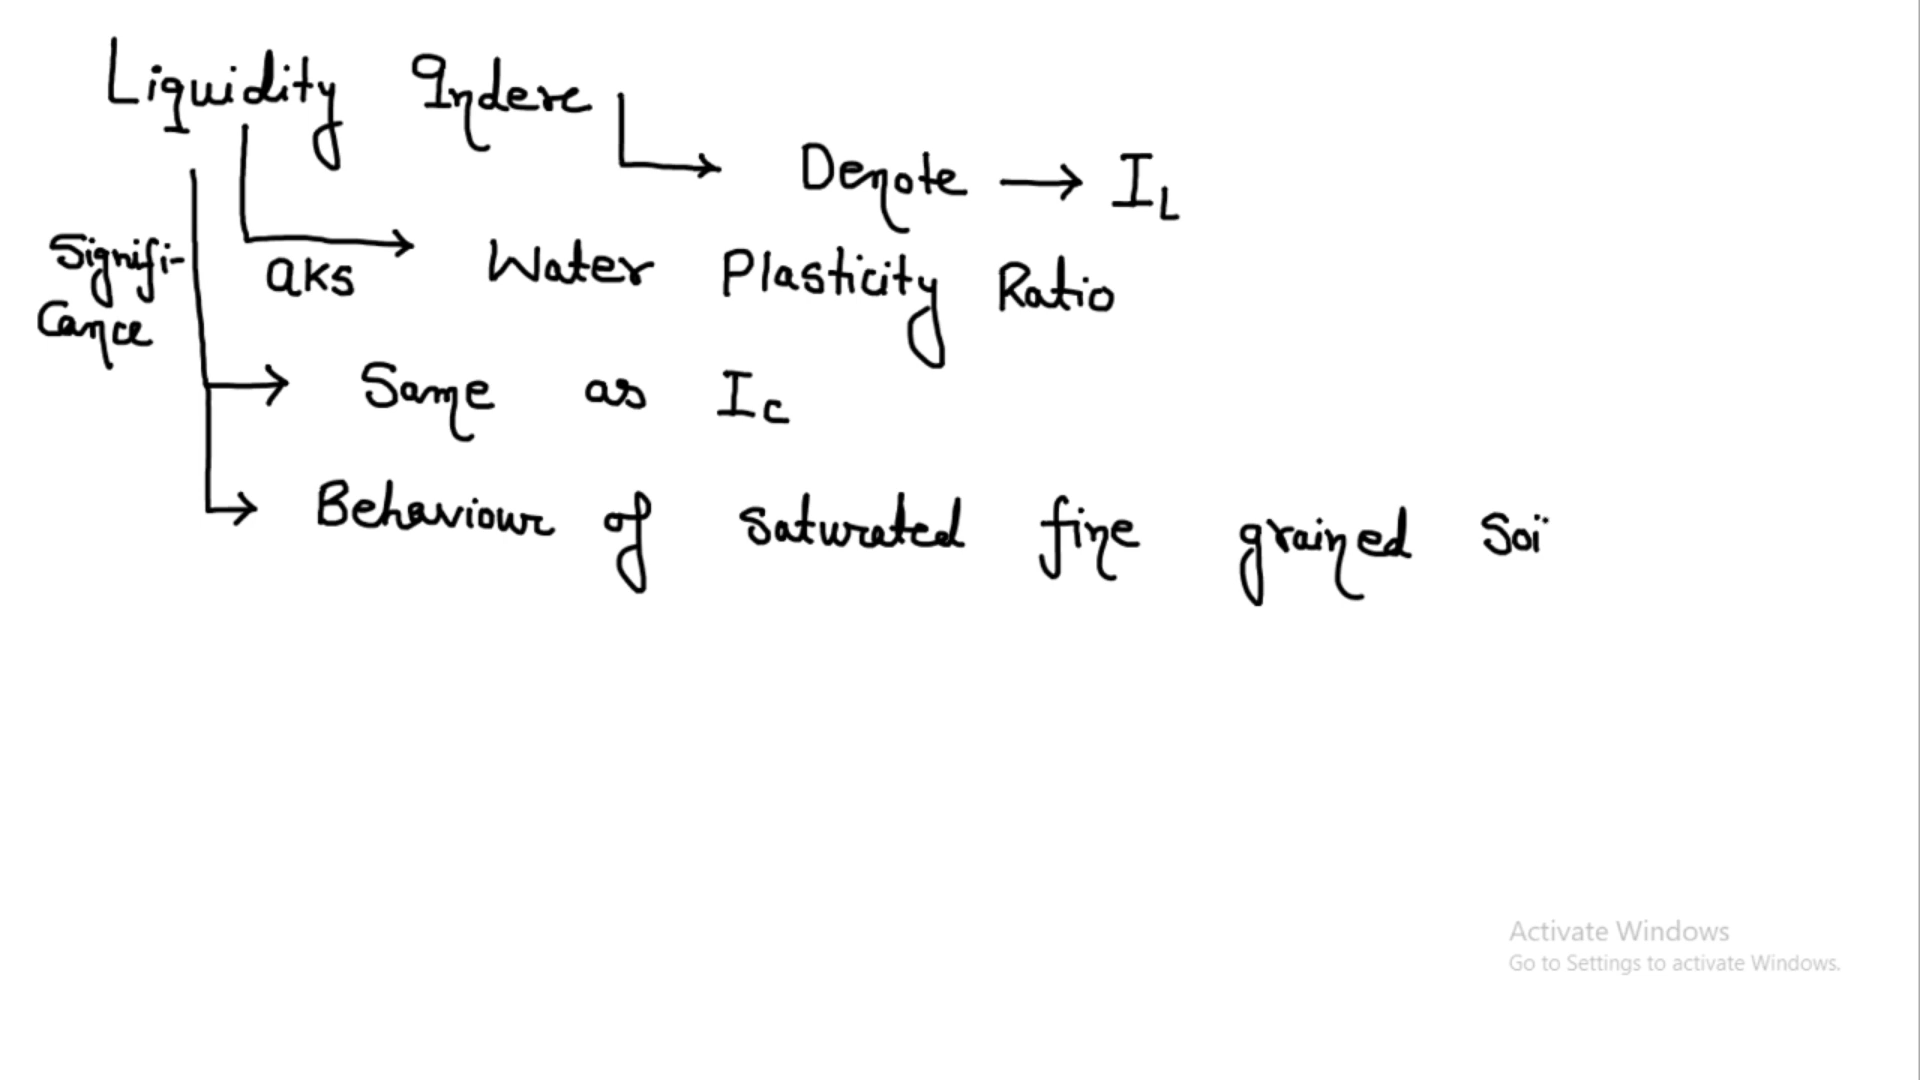 Liquidity Index
Denote → I_L
aks Water Plasticity Ratio
Signifi-
cance
Same as I_C
Behaviour of saturated fine grained Soi
Activate Windows
Go to Settings to activate Windows.